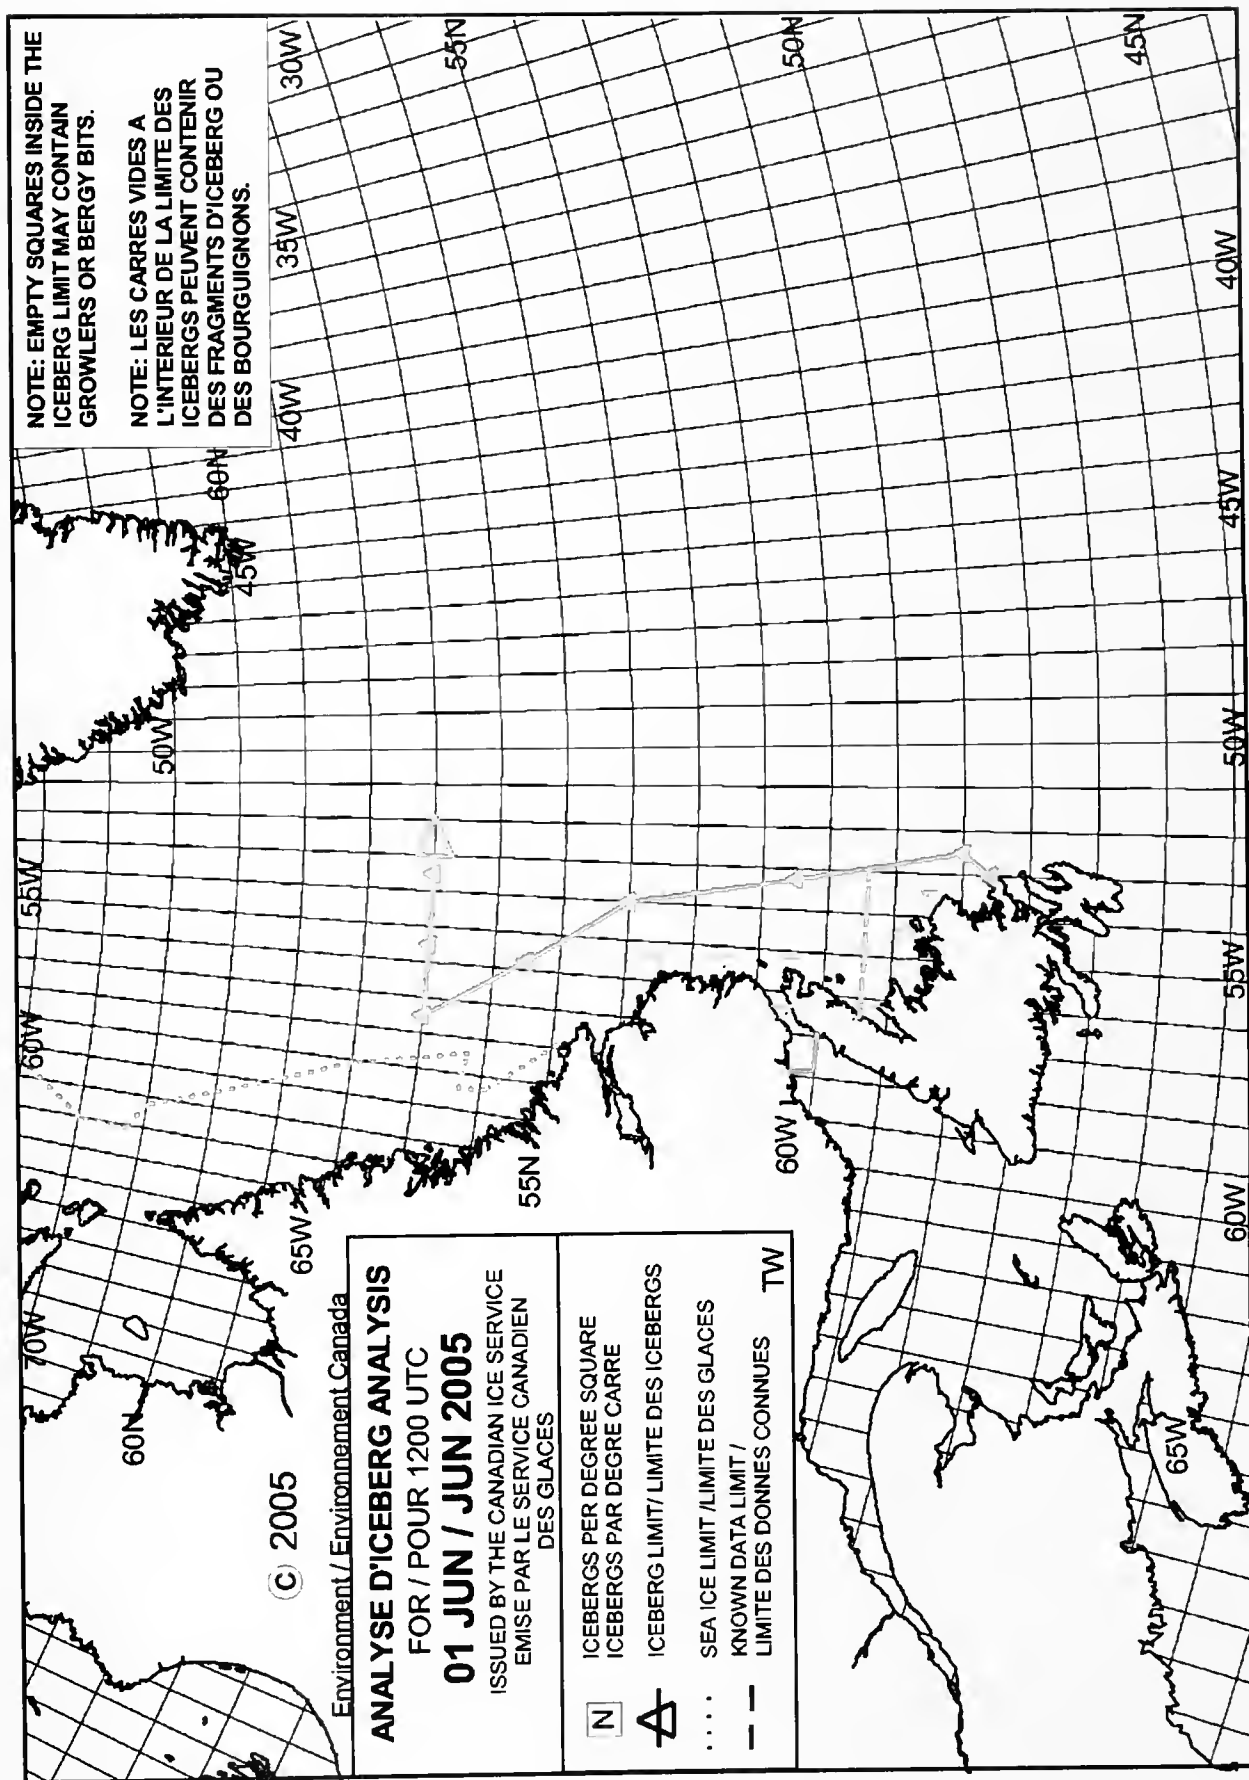 NOTE: EMPTY SQUARES INSIDE THE
ICEBERG LIMIT MAY CONTAIN
GROWLERS OR BERGY BITS.
NOTE: LES CARRES VIDES A
L'INTERIEUR DE LA LIMITE DES
ICEBERGS PEUVENT CONTENIR
DES FRAGMENTS D'ICEBERG OU
DES BOURGUIGNONS.
70W
60W
55W
50W
45W
60N
40W
35W
30W
55N
50N
45N
40W
45W
50W
55W
60W
65W
60W
55N
65W
60N
© 2005
Environment / Environnement Canada
ANALYSE D'ICEBERG ANALYSIS
FOR / POUR 1200 UTC
01 JUN / JUN 2005
ISSUED BY THE CANADIAN ICE SERVICE
EMISE PAR LE SERVICE CANADIEN
DES GLACES
N
ICEBERGS PER DEGREE SQUARE
ICEBERGS PAR DEGRE CARRE
ICEBERG LIMIT/ LIMITE DES ICEBERGS
SEA ICE LIMIT /LIMITE DES GLACES
KNOWN DATA LIMIT /
LIMITE DES DONNES CONNUES
TW